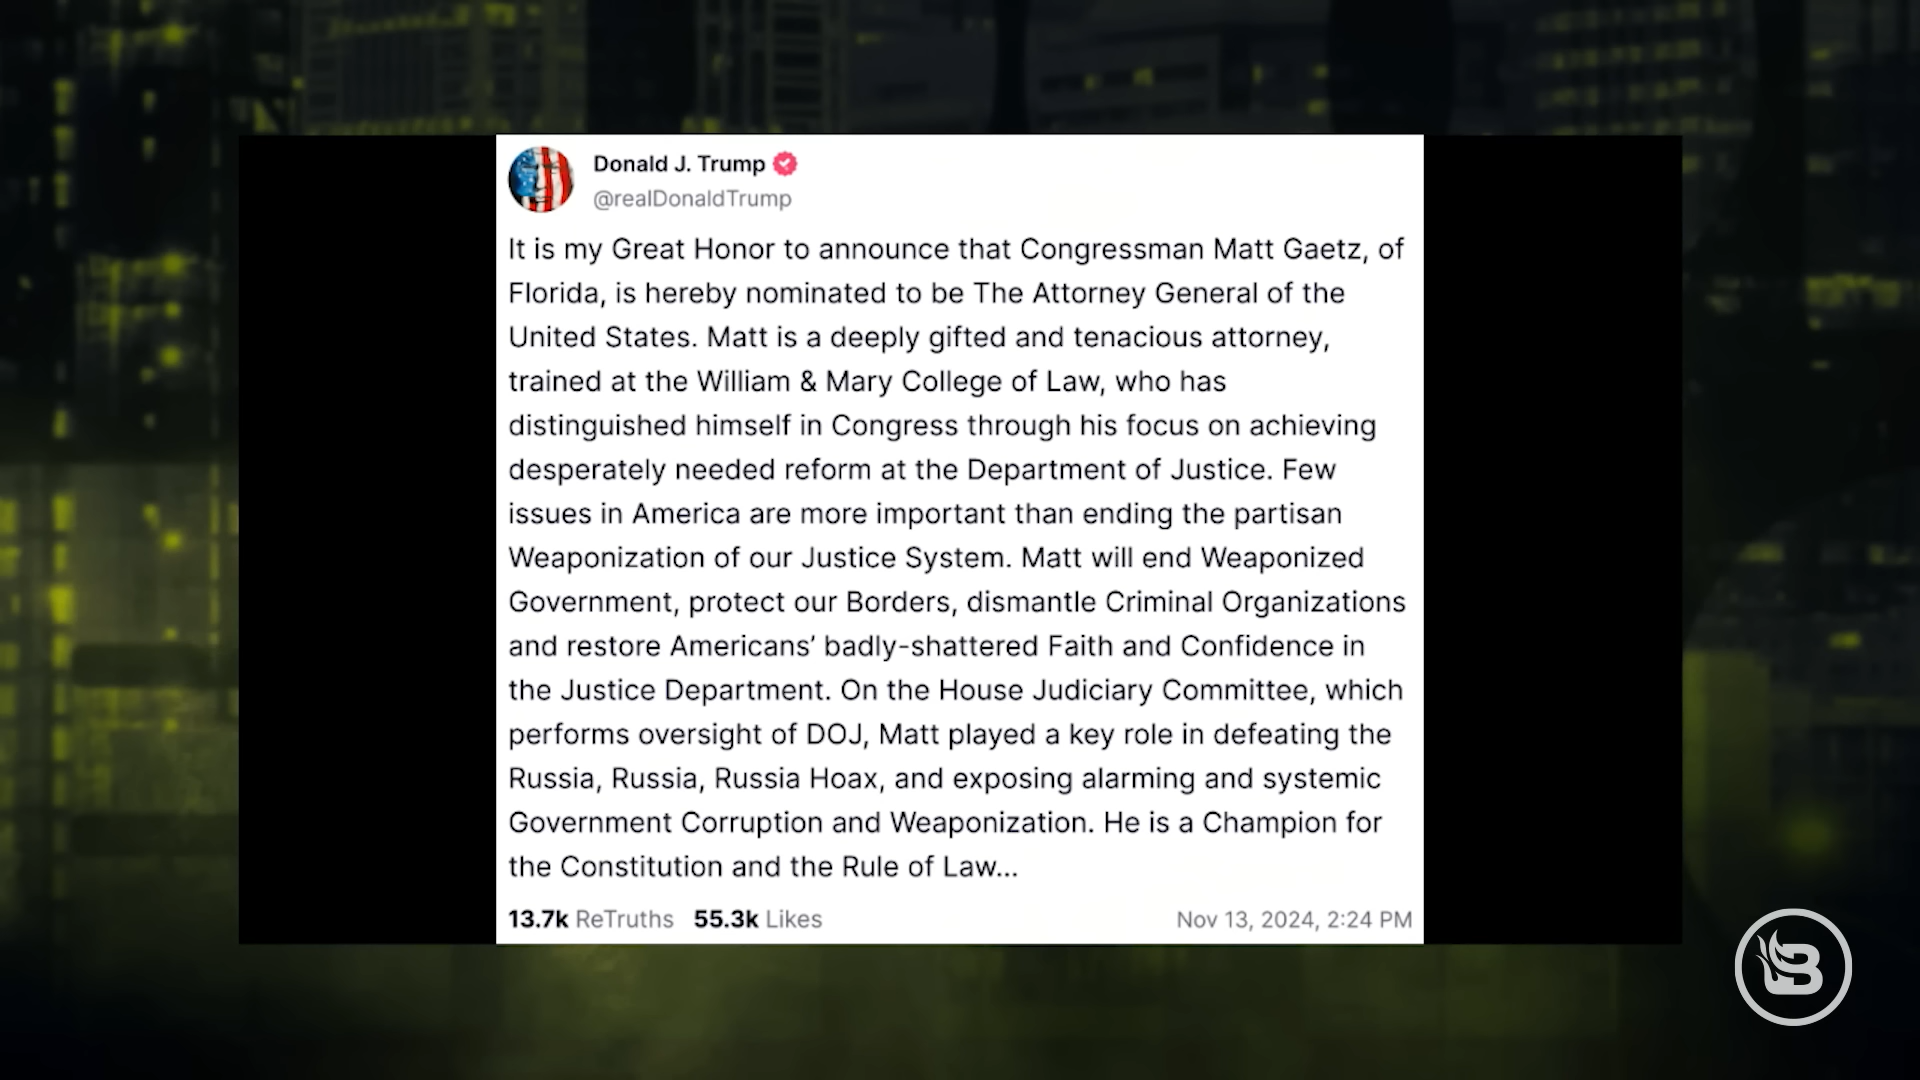 Donald J. Trump
@realDonaldTrump
It is my Great Honor to announce that Congressman Matt Gaetz, of
Florida, is hereby nominated to be The Attorney General of the
United States. Matt is a deeply gifted and tenacious attorney,
trained at the William & Mary College of Law, who has
distinguished himself in Congress through his focus on achieving
desperately needed reform at the Department of Justice. Few
issues in America are more important than ending the partisan
Weaponization of our Justice System. Matt will end Weaponized
Government, protect our Borders, dismantle Criminal Organizations
and restore Americans’ badly-shattered Faith and Confidence in
the Justice Department. On the House Judiciary Committee, which
performs oversight of DOJ, Matt played a key role in defeating the
Russia, Russia, Russia Hoax, and exposing alarming and systemic
Government Corruption and Weaponization. He is a Champion for
the Constitution and the Rule of Law...
13.7k ReTruths 55.3k Likes Nov 13, 2024, 2:24 PM
B